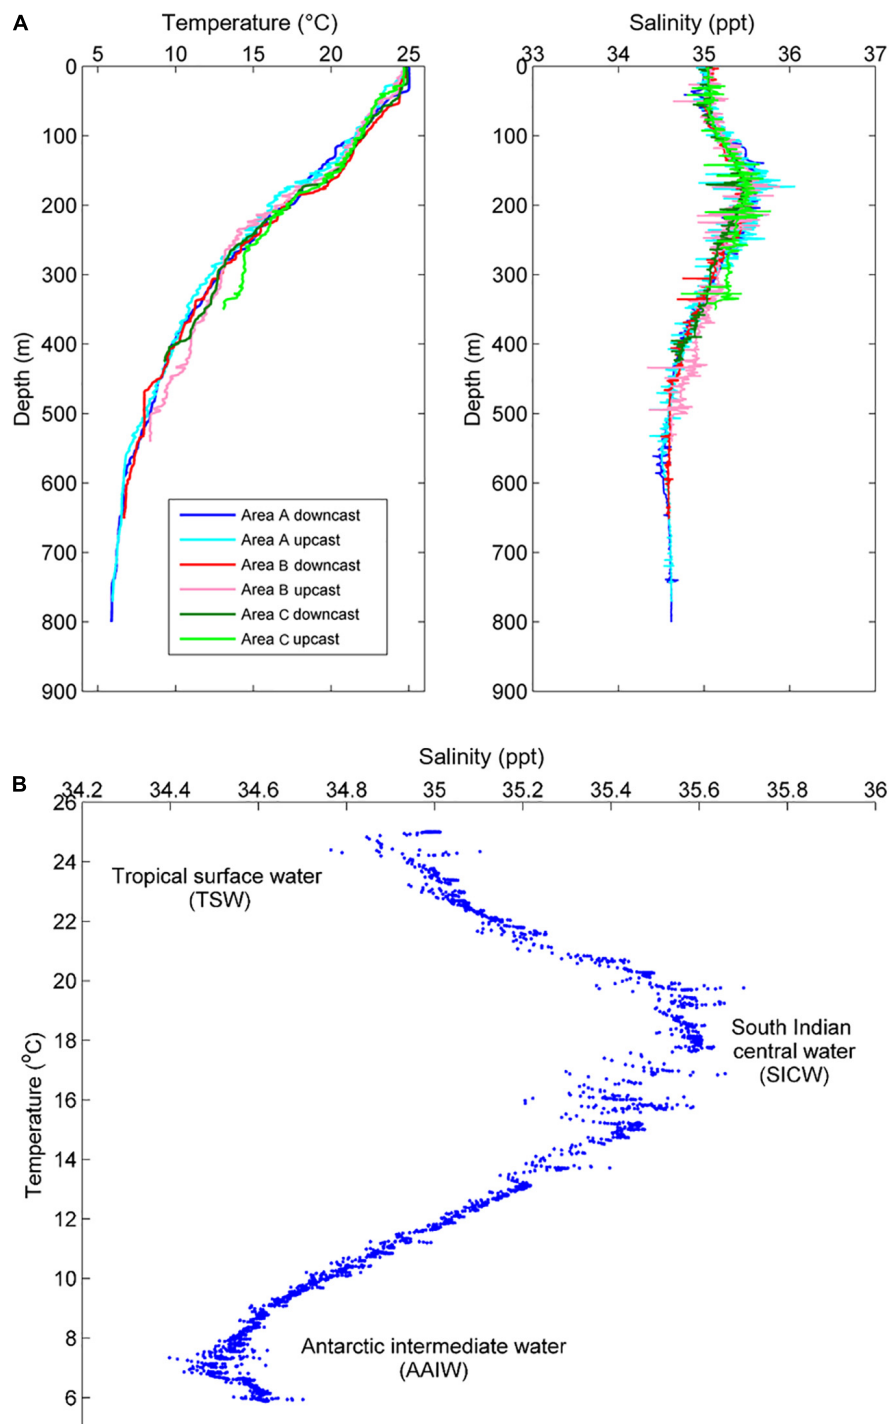 A
Temperature (°C)
5 10 15 20 25
0
100
200
300
400
500
600
700
800
900
Depth (m)
Area A downcast
Area A upcast
Area B downcast
Area B upcast
Area C downcast
Area C upcast
Salinity (ppt)
33 34 35 36 37
0
100
200
300
400
500
600
700
800
900
Depth (m)
B
Salinity (ppt)
34.2 34.4 34.6 34.8 35 35.2 35.4 35.6 35.8 36
26
24
22
20
18
16
14
12
10
8
6
Temperature (°C)
Tropical surface water
(TSW)
South Indian
central water
(SICW)
Antarctic intermediate water
(AAIW)